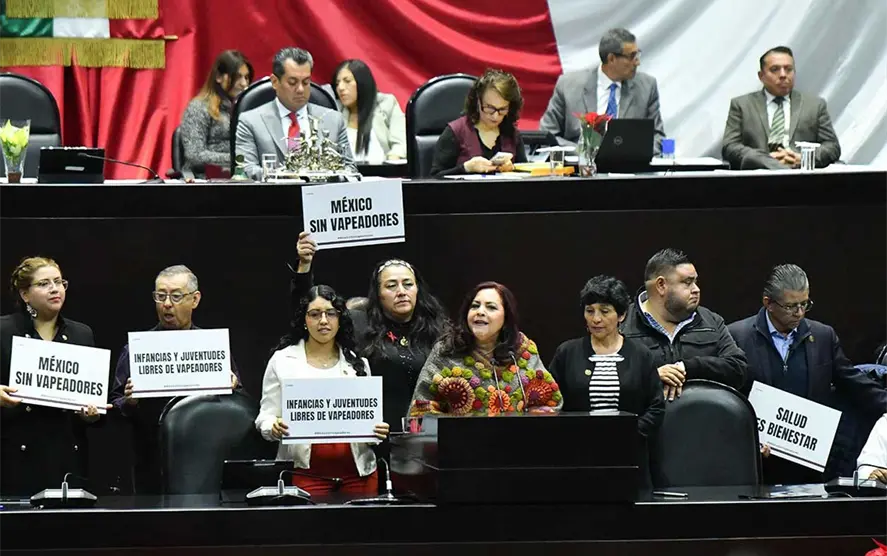 MÉXICO
SIN VAPEADORES
MÉXICO
SIN VAPEADORES
INFANCIAS Y JUVENTUDES
LIBRES DE VAPEADORES
INFANCIAS Y JUVENTUDES
LIBRES DE VAPEADORES
SALUD
ES BIENESTAR